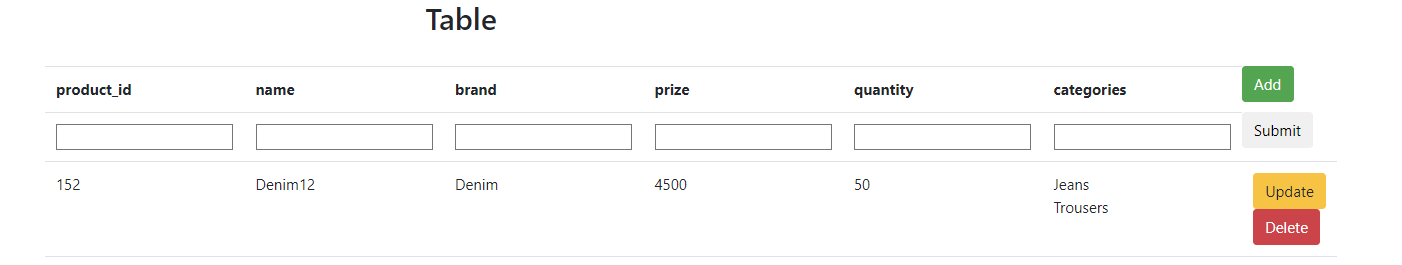 Table
product_id name brand prize quantity categories Add
Submit
152 Denim12 Denim 4500 50 Jeans Update
Trousers
Delete